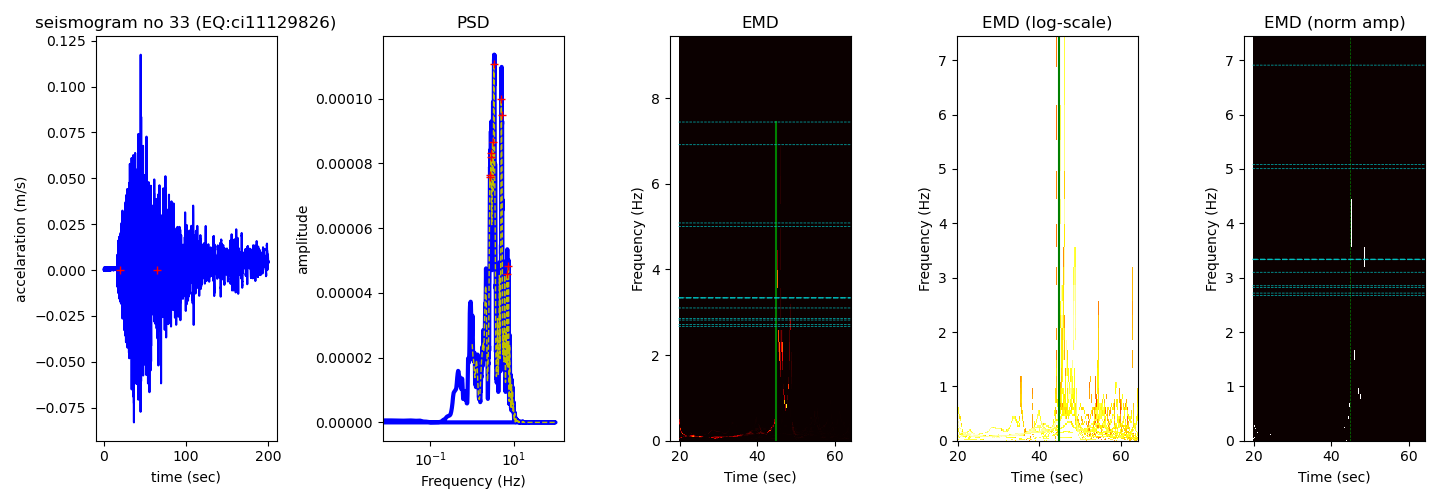 seismogram no 33 (EQ:ci11129826)
accelaration (m/s)
0.125
0.100
0.075
0.050
0.025
0.000
−0.025
−0.050
−0.075
0 100 200
time (sec)
PSD
amplitude
0.00010
0.00008
0.00006
0.00004
0.00002
0.00000
10⁻¹ 10¹
Frequency (Hz)
EMD
Frequency (Hz)
8
6
4
2
0
20 40 60
Time (sec)
EMD (log-scale)
Frequency (Hz)
7
6
5
4
3
2
1
0
20 40 60
Time (sec)
EMD (norm amp)
Frequency (Hz)
7
6
5
4
3
2
1
0
20 40 60
Time (sec)